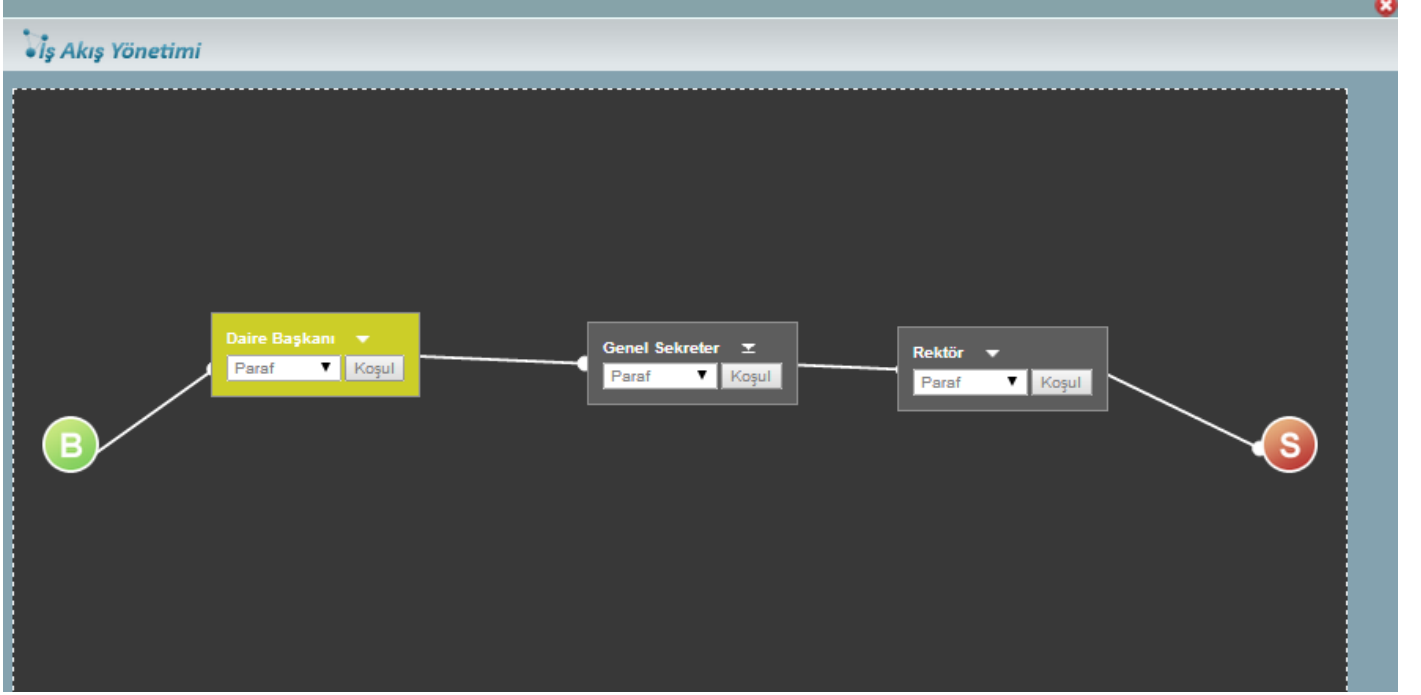 İş Akış Yönetimi
Daire Başkanı
Paraf Koşul
Genel Sekreter
Paraf Koşul
Rektör
Paraf Koşul
B
S